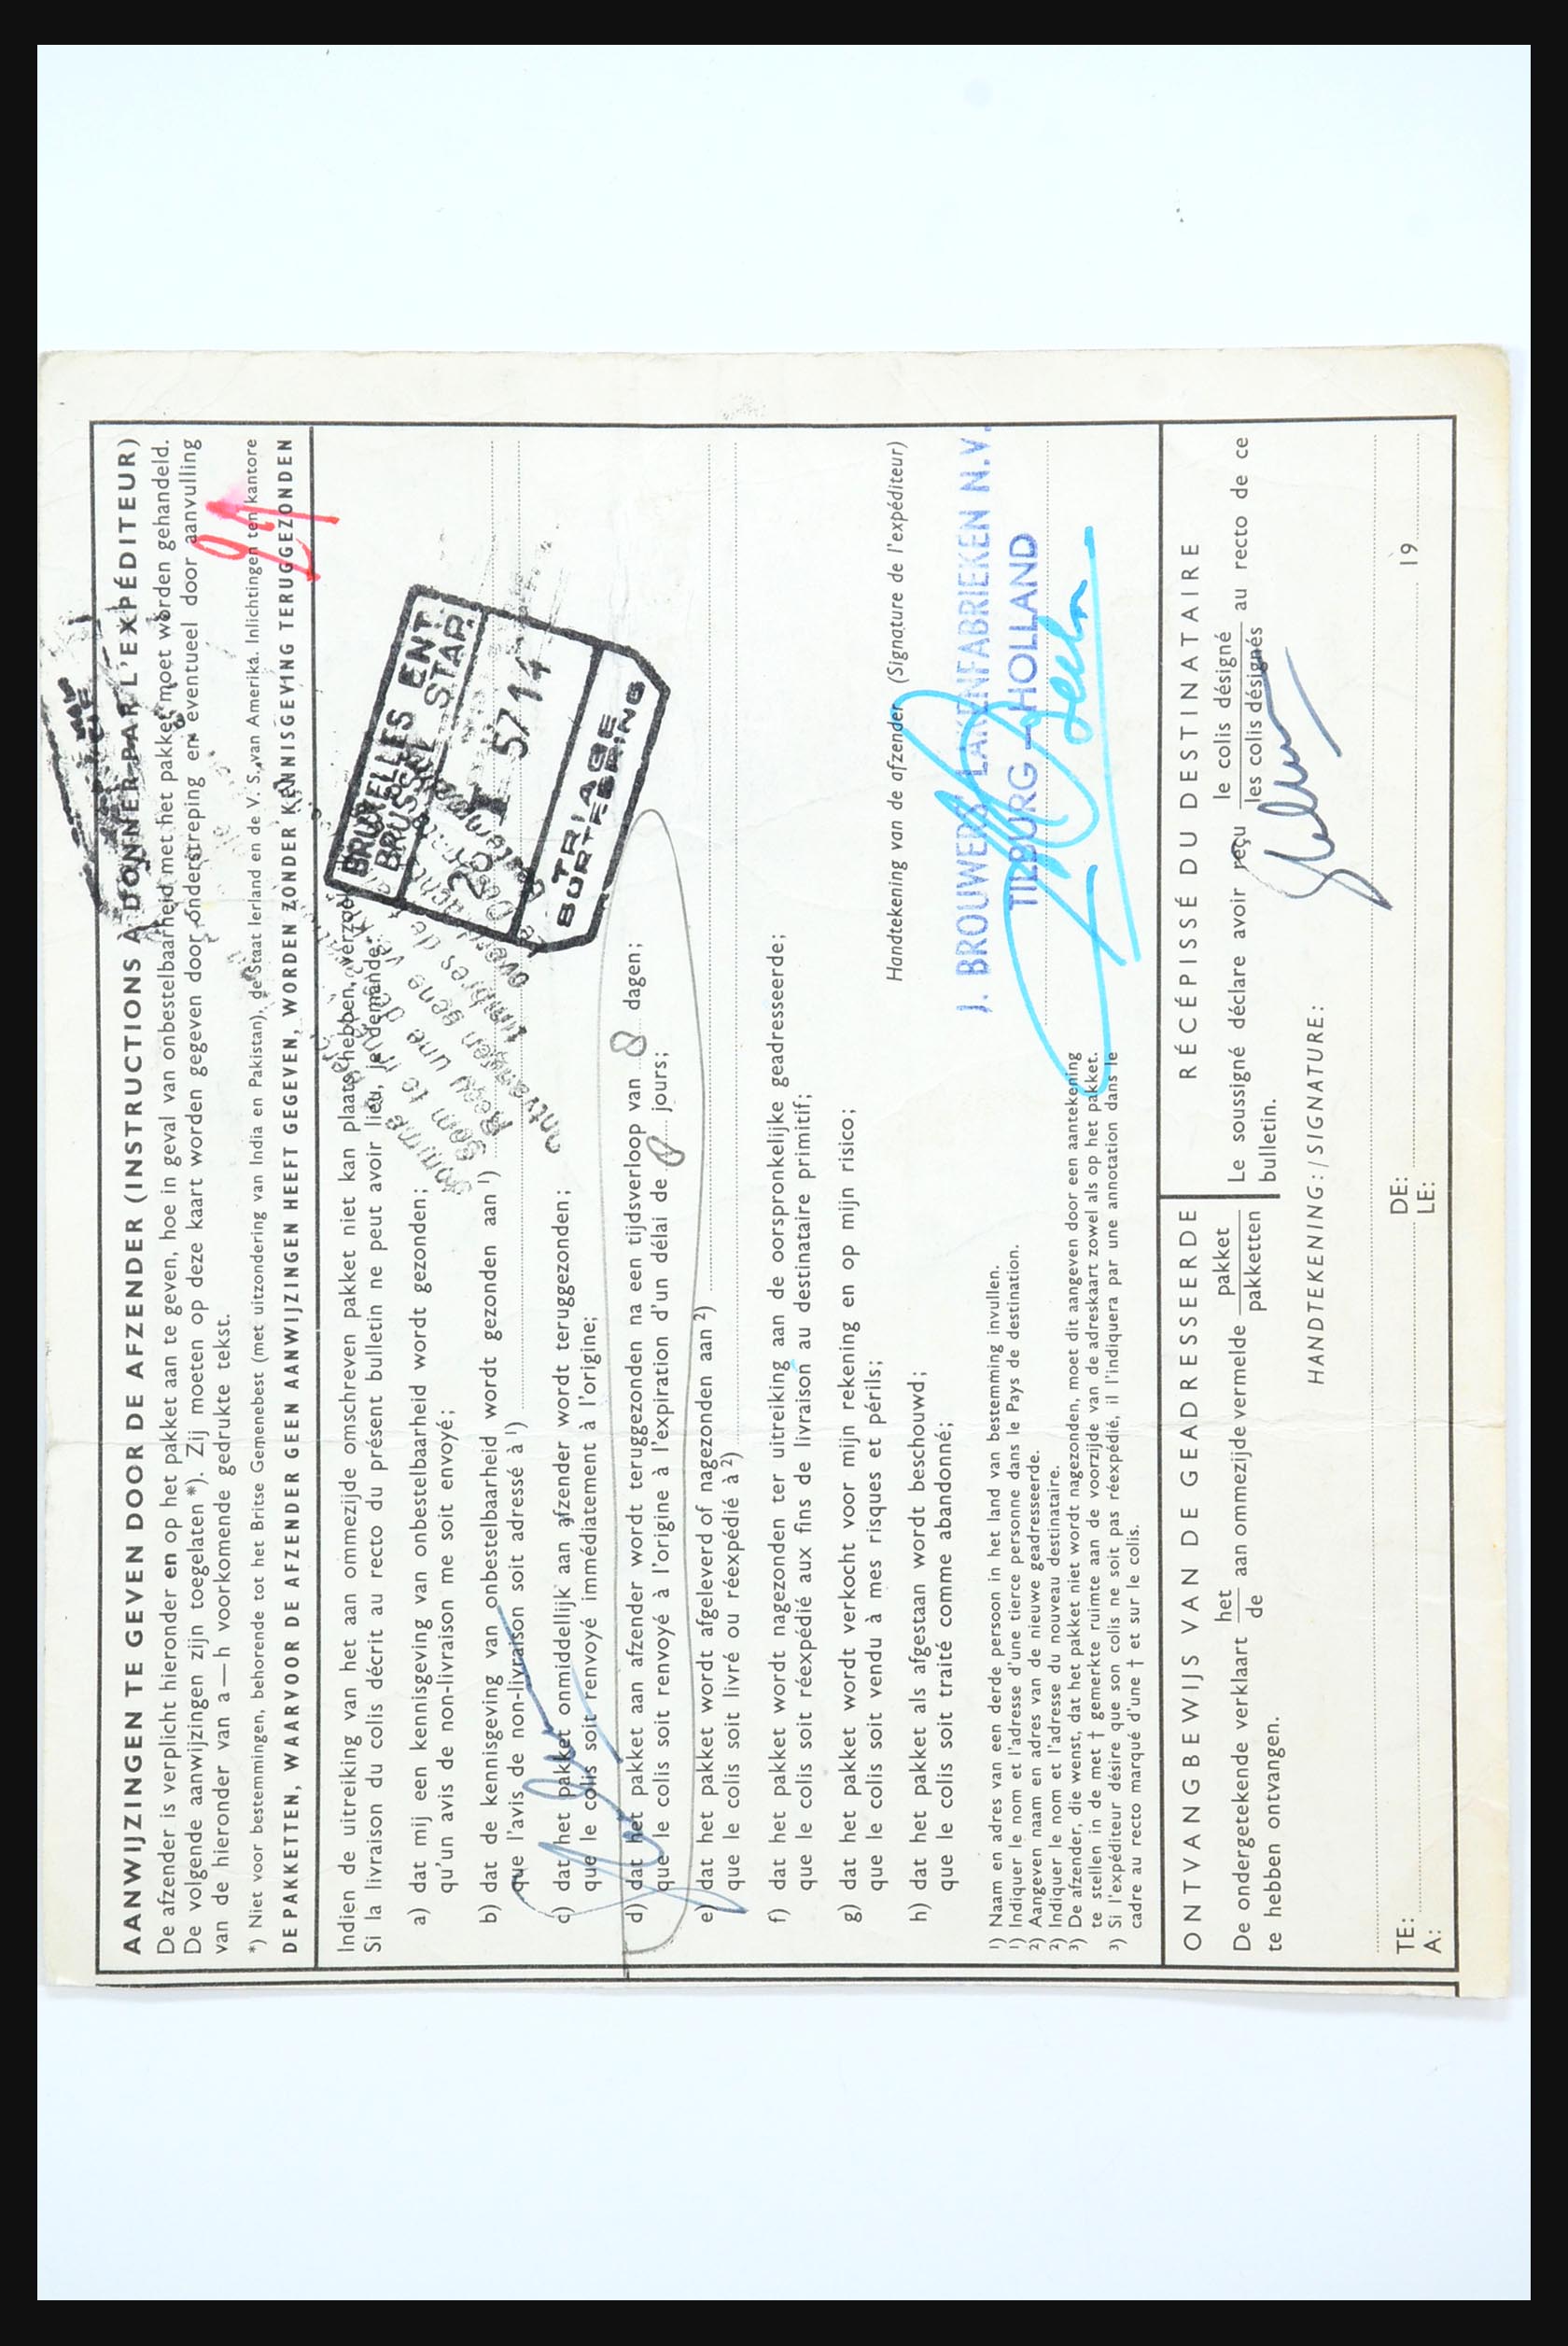 AANWIJZINGEN TE GEVEN DOOR DE AFZENDER (INSTRUCTIONS À DONNER PAR L'EXPÉDITEUR)
De afzender is verplicht hieronder en op het pakket aan te geven, hoe in geval van onbestelbaarheid met het pakket moet worden gehandeld.
De volgende aanwijzingen zijn toegelaten *). Zij moeten op deze kaart worden gegeven door onderstreping en eventueel door aanvulling
van de hieronder van a—h voorkomende gedrukte tekst.
*) Niet voor bestemmingen, behorende tot het Britse Gemenebest (met uitzondering van India en Pakistan), de Staat Ierland en de V. S. van Amerika. Inlichtingen ten kantore
DE PAKKETTEN, WAARVOOR DE AFZENDER GEEN AANWIJZINGEN HEEFT GEGEVEN, WORDEN ZONDER KENNISGEVING TERUGGEZONDEN
Indien de uitreiking van het aan ommezijde omschreven pakket niet kan plaats hebben, verzoek
Si la livraison du colis décrit au recto du présent bulletin ne peut avoir lieu, je demande:
a) dat mij een kennisgeving van onbestelbaarheid wordt gezonden;
qu'un avis de non-livraison me soit envoyé;
b) dat de kennisgeving van onbestelbaarheid wordt gezonden aan ¹)
que l'avis de non-livraison soit adressé à ¹)
c) dat het pakket onmiddellijk aan afzender wordt teruggezonden;
que le colis soit renvoyé immédiatement à l'origine;
d) dat het pakket aan afzender wordt teruggezonden na een tijdsverloop van 8 dagen;
que le colis soit renvoyé à l'origine à l'expiration d'un délai de 8 jours;
e) dat het pakket wordt afgeleverd of nagezonden aan ²)
que le colis soit livré ou réexpédié à ²)
f) dat het pakket wordt nagezonden ter uitreiking aan de oorspronkelijke geadresseerde;
que le colis soit réexpédié aux fins de livraison au destinataire primitif;
g) dat het pakket wordt verkocht voor mijn rekening en op mijn risico;
que le colis soit vendu à mes risques et périls;
h) dat het pakket als afgestaan wordt beschouwd;
que le colis soit traité comme abandonné;
BRUXELLES ENT.
BRUSSEL STAP.
1 5714
TRIAGE
SORTERING
Handtekening van de afzender (Signature de l'expéditeur)
J. BROUWERS' LAKENFABRIEKEN N.V.
TILBURG - HOLLAND
¹) Naam en adres van een derde persoon in het land van bestemming invullen.
¹) Indiquer le nom et l'adresse d'une tierce personne dans le Pays de destination.
²) Aangeven naam en adres van de nieuwe geadresseerde.
²) Indiquer le nom et l'adresse du nouveau destinataire.
³) De afzender, die wenst, dat het pakket niet wordt nagezonden, moet dit aangeven door een aantekening
te stellen in de met † gemerkte ruimte aan de voorzijde van de adreskaart zowel als op het pakket.
³) Si l'expéditeur désire que son colis ne soit pas réexpédié, il l'indiquera par une annotation dans le
cadre au recto marqué d'une † et sur le colis.
ONTVANGBEWIJS VAN DE GEADRESSEERDE
De ondergetekende verklaart het/de aan ommezijde vermelde pakket/pakketten
te hebben ontvangen.
RÉCÉPISSÉ DU DESTINATAIRE
Le soussigné déclare avoir reçu le colis désigné/les colis désignés au recto de ce
bulletin.
HANDTEKENING:/SIGNATURE:
TE: DE: 19
A: LE: